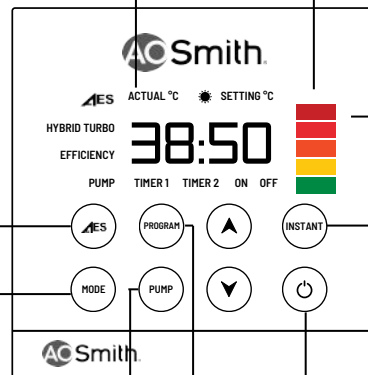 AO Smith.
AES ACTUAL °C SETTING °C
HYBRID TURBO
38:50
EFFICIENCY
PUMP TIMER 1 TIMER 2 ON OFF
AES PROGRAM INSTANT
MODE PUMP
AO Smith.